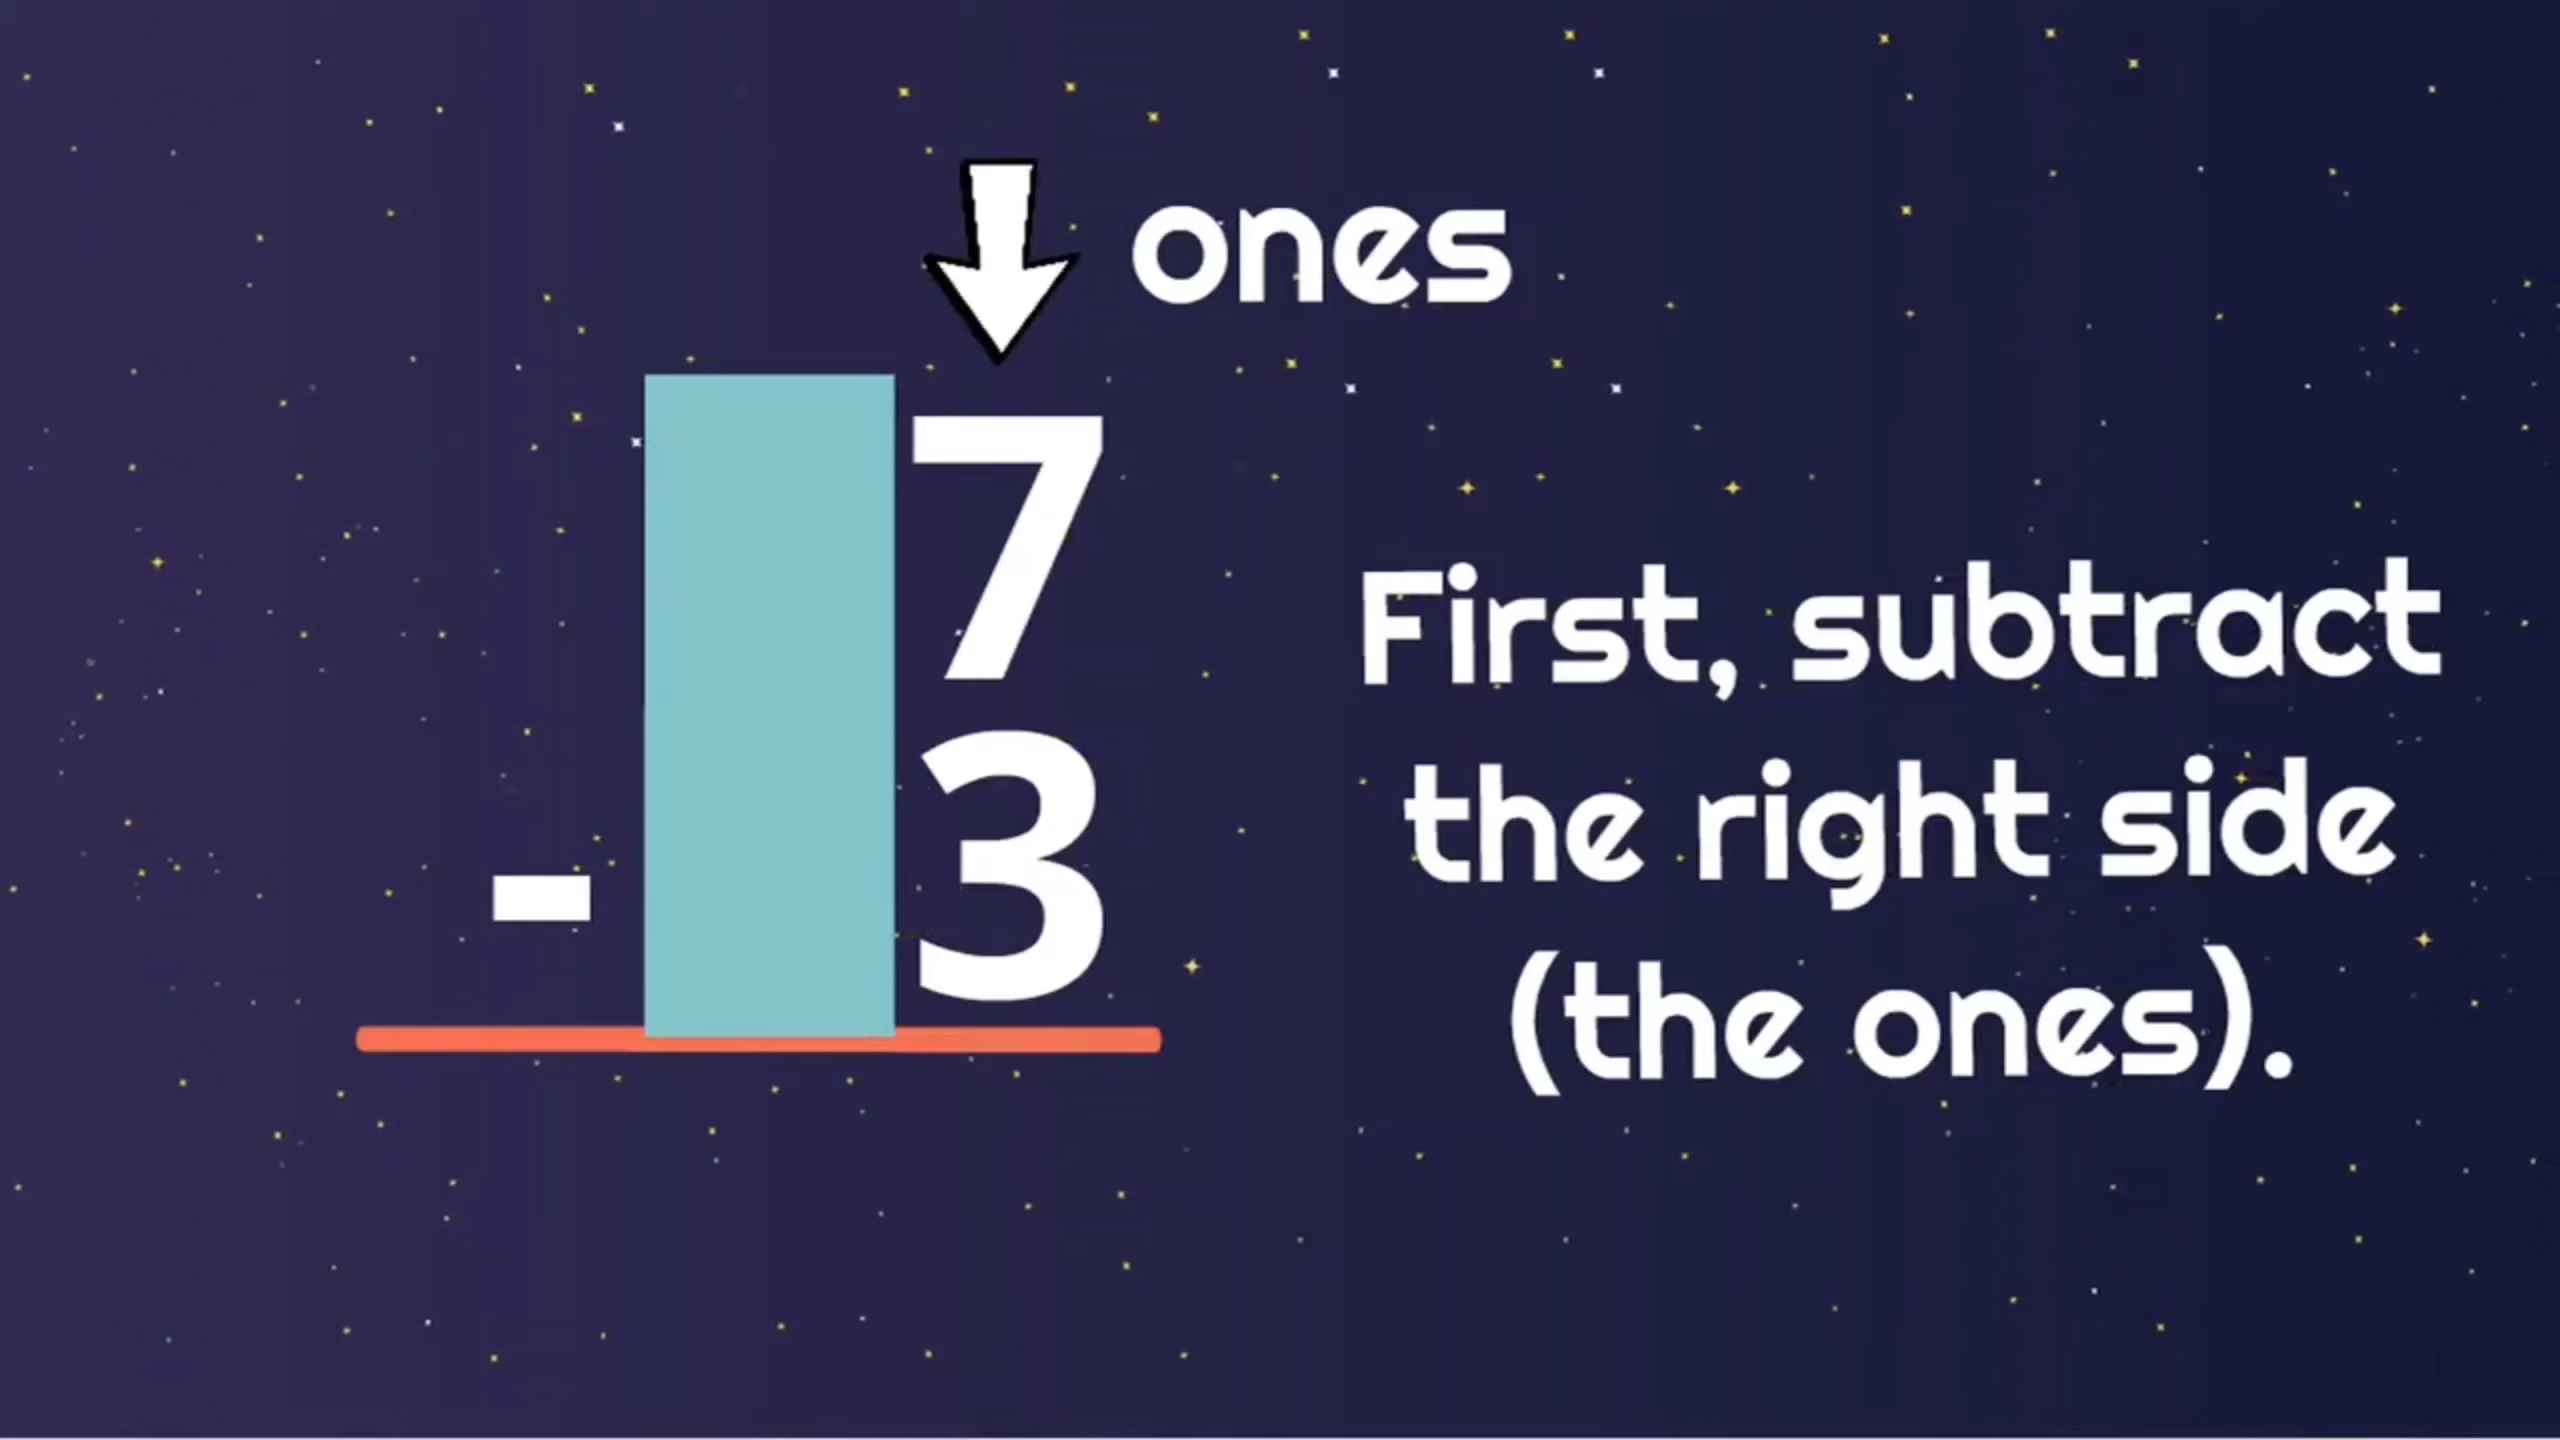 ones
7
- 3
First, subtract
the right side
(the ones).